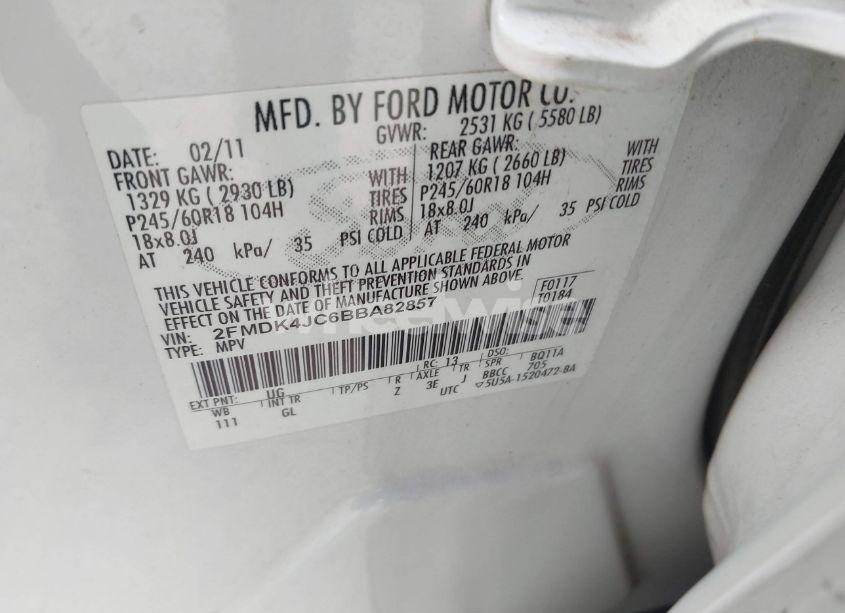 MFD. BY FORD MOTOR CO.
DATE: 02/11 GVWR: 2531 KG ( 5580 LB)
FRONT GAWR: REAR GAWR: WITH
1329 KG ( 2930 LB) WITH 1207 KG ( 2660 LB) TIRES
P245/60R18 104H TIRES P245/60R18 104H RIMS
18x8.0J RIMS 18x8.0J
AT 240 kPa/ 35 PSI COLD AT 240 kPa/ 35 PSI COLD
THIS VEHICLE CONFORMS TO ALL APPLICABLE FEDERAL MOTOR
VEHICLE SAFETY AND THEFT PREVENTION STANDARDS IN
EFFECT ON THE DATE OF MANUFACTURE SHOWN ABOVE.
VIN: 2FMDK4JC6BBA82857 F0117
TYPE: MPV T0184
EXT PNT: UG RC: 13 DSO:
WB INT TR TP/PS R AXLE TR SPR BQ11A
111 GL Z 3E J BBCC 705
UTC 5U5A-1520472-BA